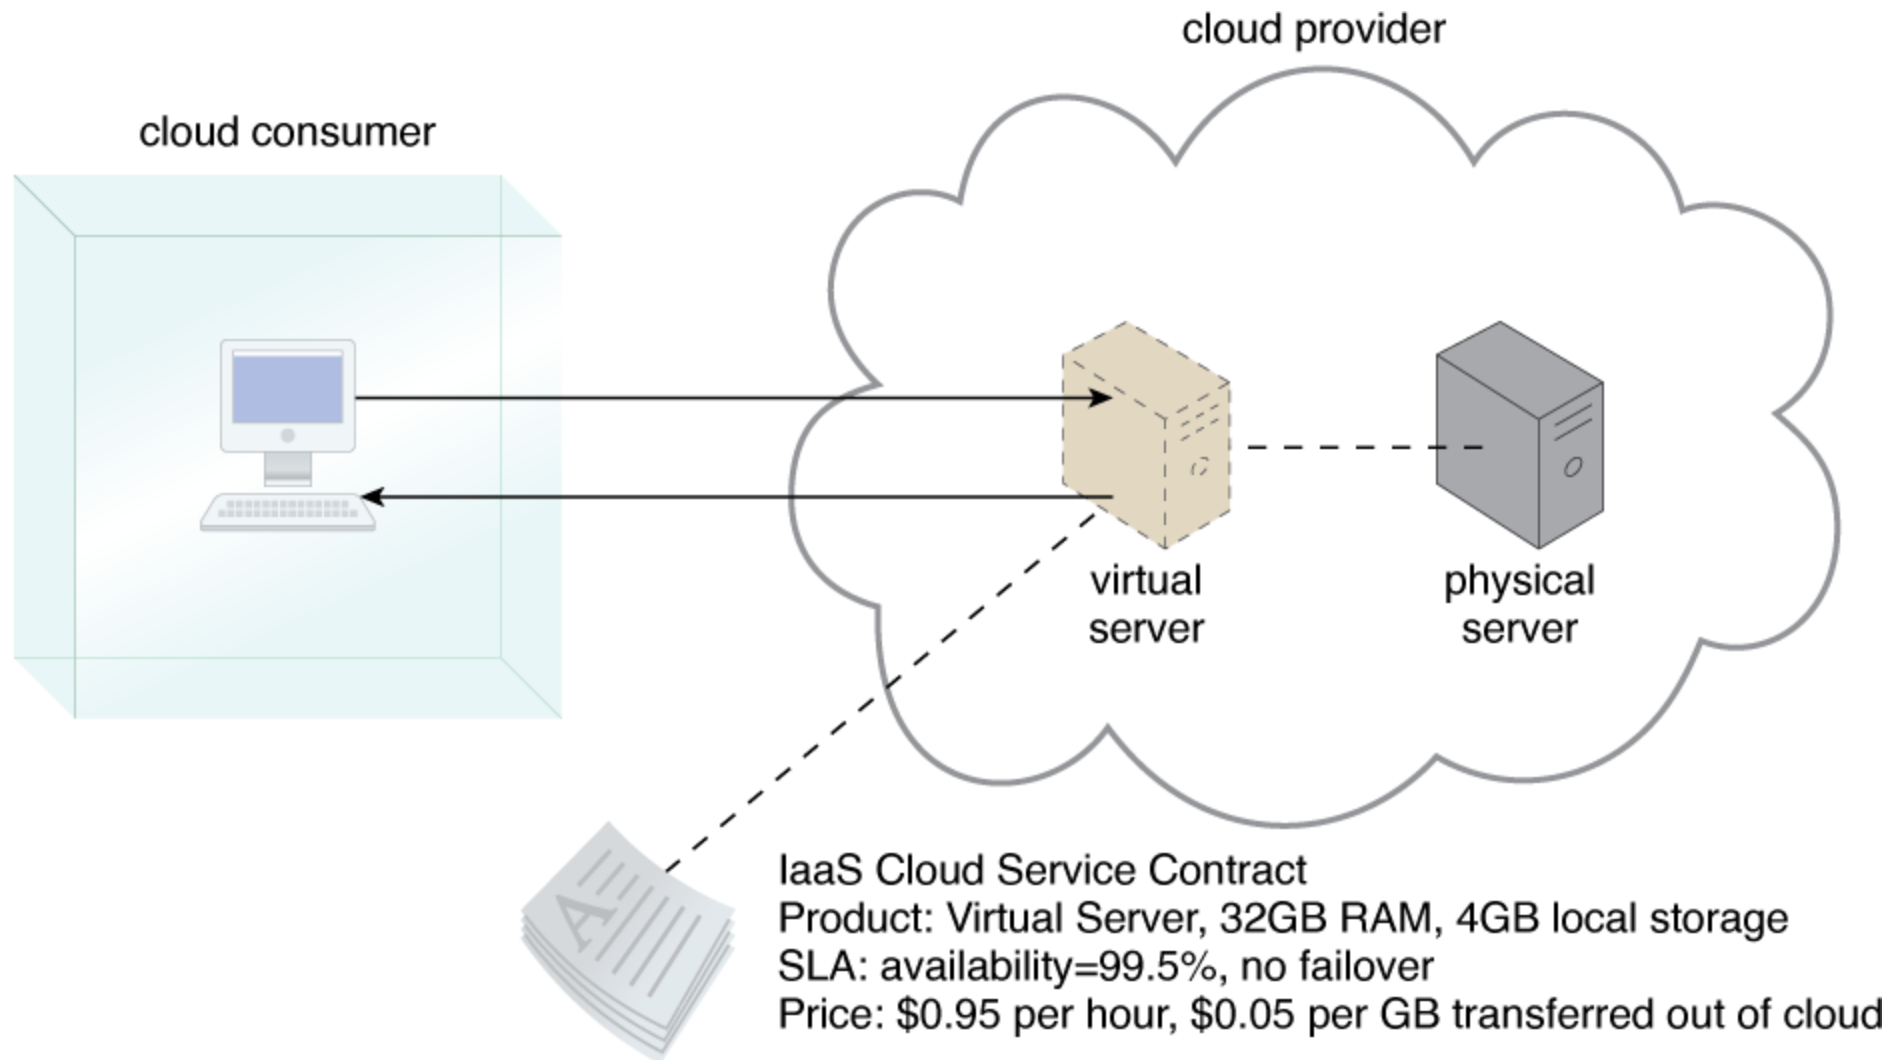 cloud provider
cloud consumer
virtual
server
physical
server
A
IaaS Cloud Service Contract
Product: Virtual Server, 32GB RAM, 4GB local storage
SLA: availability=99.5%, no failover
Price: $0.95 per hour, $0.05 per GB transferred out of cloud